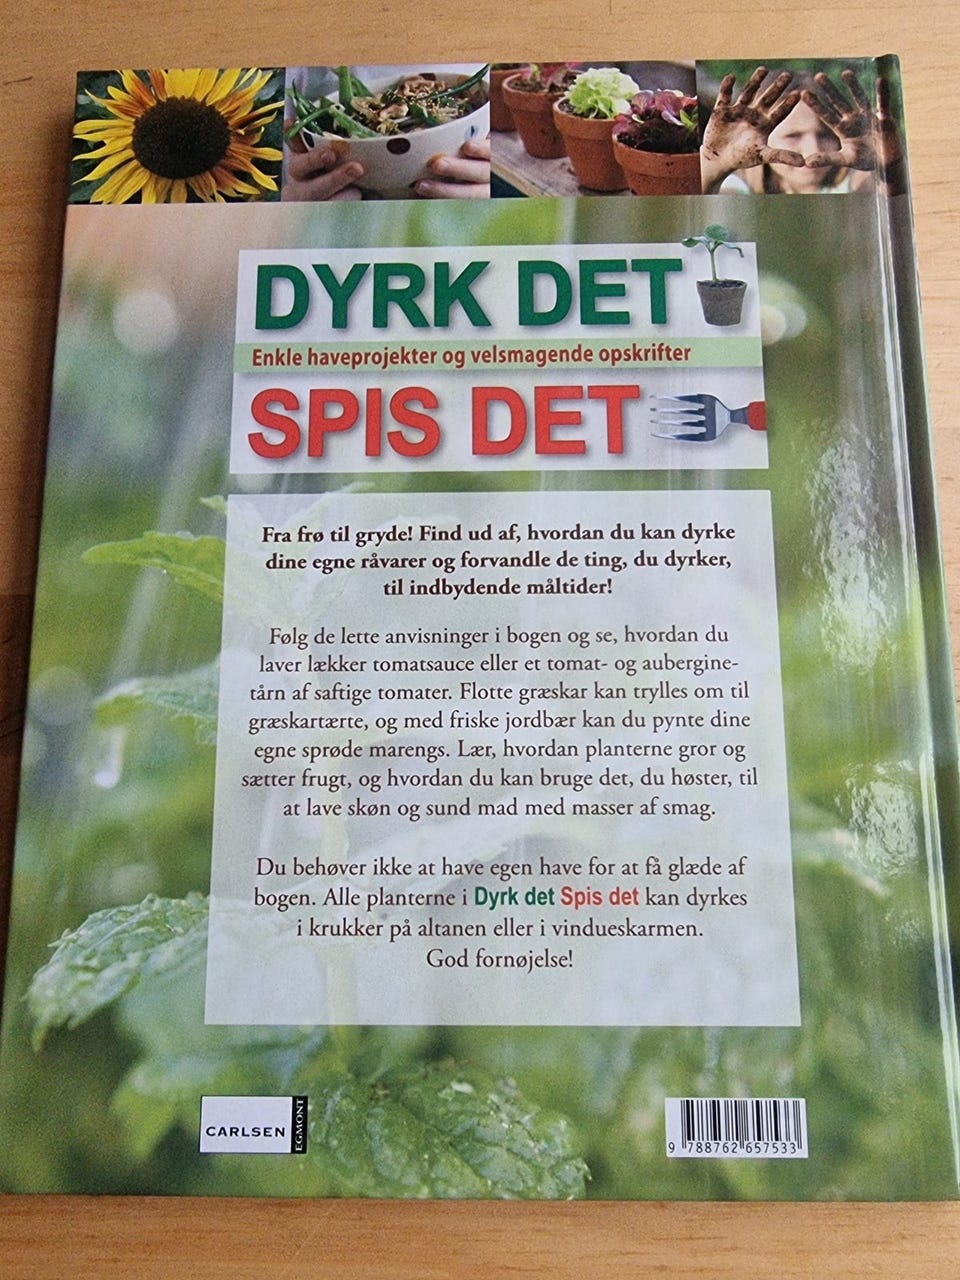 DYRK DET
Enkle haveprojekter og velsmagende opskrifter
SPIS DET
Fra frø til gryde! Find ud af, hvordan du kan dyrke
dine egne råvarer og forvandle de ting, du dyrker,
til indbydende måltider!
Følg de lette anvisninger i bogen og se, hvordan du
laver lækker tomatsauce eller et tomat- og aubergine-
tårn af saftige tomater. Flotte græskar kan trylles om til
græskartærte, og med friske jordbær kan du pynte dine
egne sprøde marengs. Lær, hvordan planterne gror og
sætter frugt, og hvordan du kan bruge det, du høster, til
at lave skøn og sund mad med masser af smag.
Du behøver ikke at have egen have for at få glæde af
bogen. Alle planterne i Dyrk det Spis det kan dyrkes
i krukker på altanen eller i vindueskarmen.
God fornøjelse!
CARLSEN
EGMONT
9 788762 657533